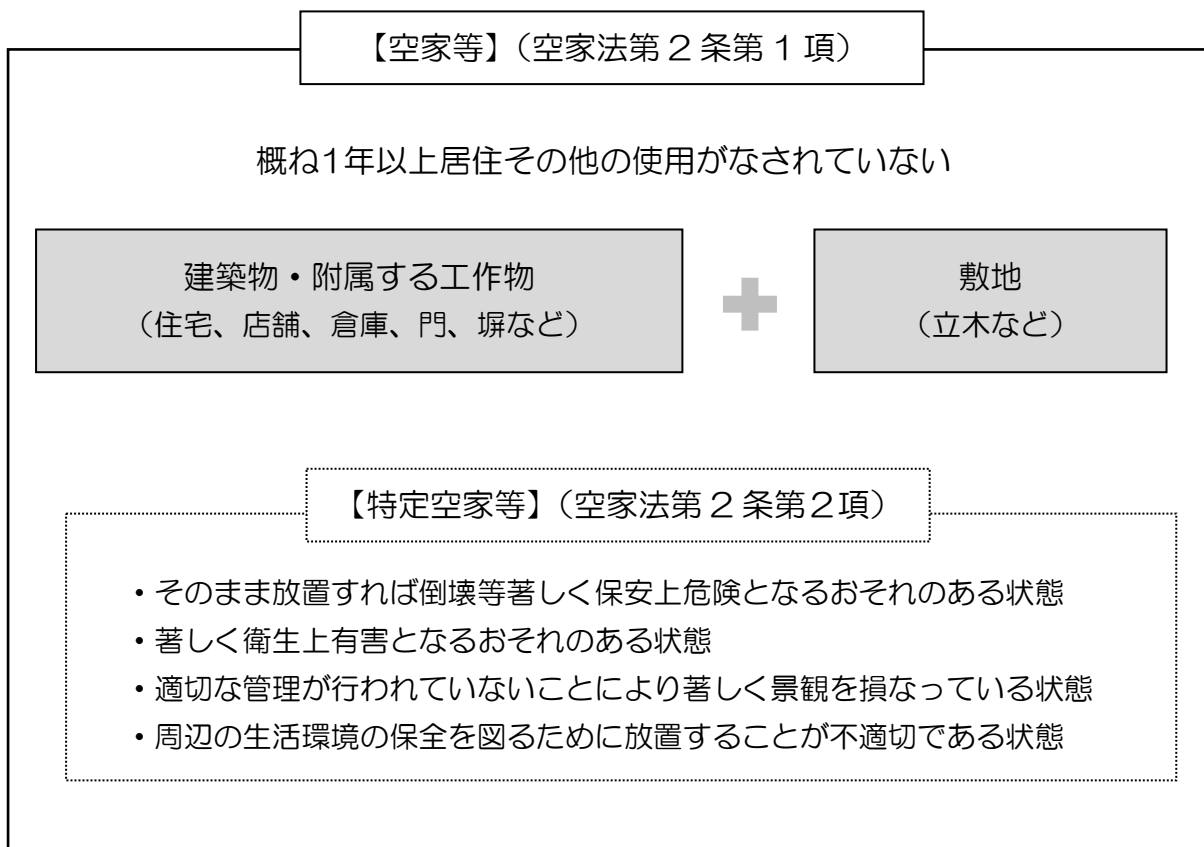 【空家等】（空家法第２条第１項）
概ね1年以上居住その他の使用がなされていない
建築物・附属する工作物
（住宅、店舗、倉庫、門、塀など）
敷地
（立木など）
【特定空家等】（空家法第２条第２項）
・そのまま放置すれば倒壊等著しく保安上危険となるおそれのある状態
・著しく衛生上有害となるおそれのある状態
・適切な管理が行われていないことにより著しく景観を損なっている状態
・周辺の生活環境の保全を図るために放置することが不適切である状態